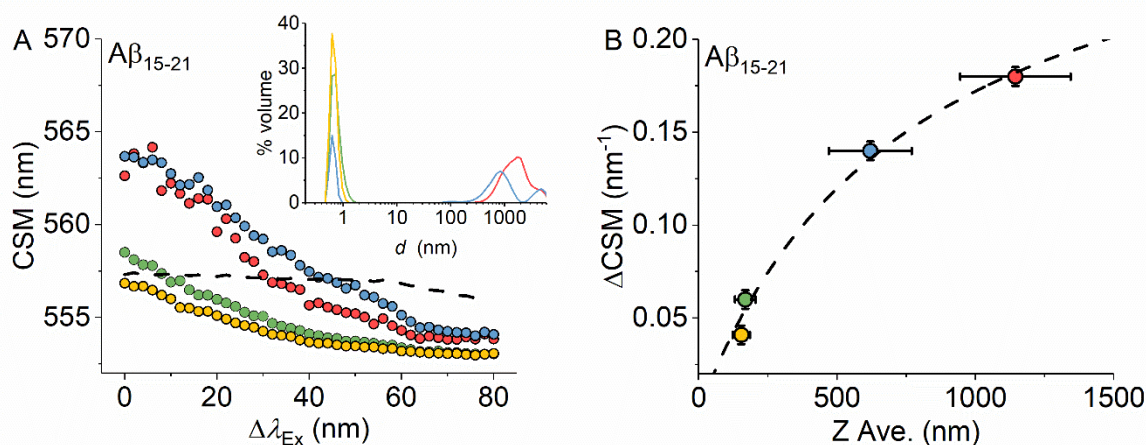 A
Aβ15-21
570
565
560
555
CSM (nm)
0
20
40
60
80
ΔλEx (nm)
40
30
20
10
0
% volume
1
10
100
1000
d (nm)
B
Aβ15-21
0.20
0.15
0.10
0.05
ΔCSM (nm-1)
0
500
1000
1500
Z Ave. (nm)